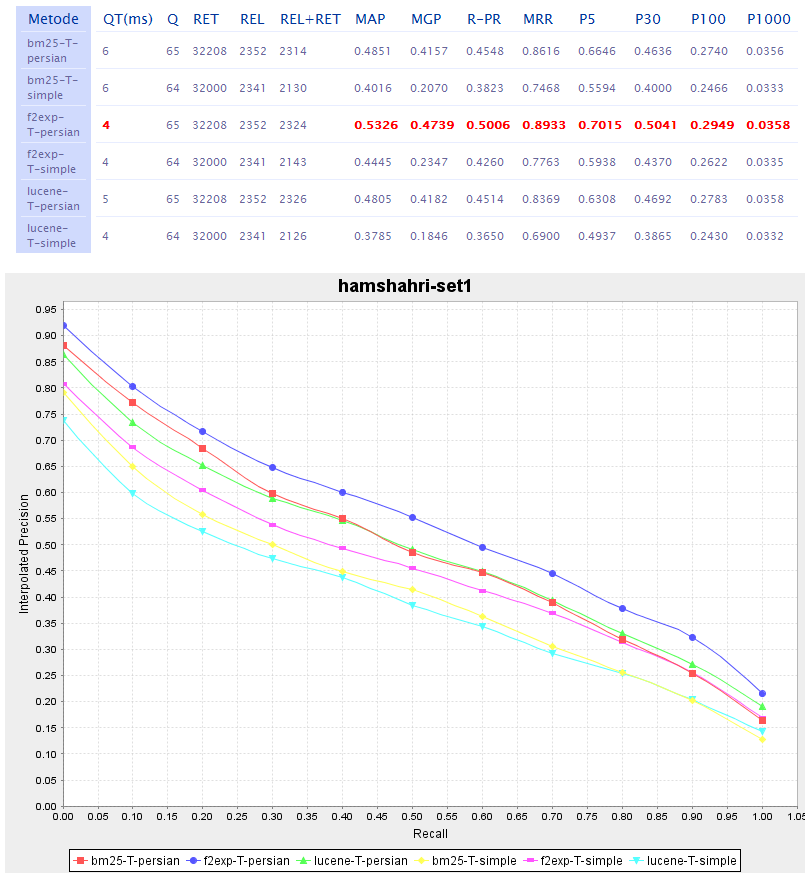 Metode QT(ms) Q RET REL REL+RET MAP MGP R-PR MRR P5 P30 P100 P1000
bm25-T-persian 6 65 32208 2352 2314 0.4851 0.4157 0.4548 0.8616 0.6646 0.4636 0.2740 0.0356
bm25-T-simple 6 64 32000 2341 2130 0.4016 0.2070 0.3823 0.7468 0.5594 0.4000 0.2466 0.0333
f2exp-T-persian 4 65 32208 2352 2324 0.5326 0.4739 0.5006 0.8933 0.7015 0.5041 0.2949 0.0358
f2exp-T-simple 4 64 32000 2341 2143 0.4445 0.2347 0.4260 0.7763 0.5938 0.4370 0.2622 0.0335
lucene-T-persian 5 65 32208 2352 2326 0.4805 0.4182 0.4514 0.8369 0.6308 0.4692 0.2783 0.0358
lucene-T-simple 4 64 32000 2341 2126 0.3785 0.1846 0.3650 0.6900 0.4937 0.3865 0.2430 0.0332
hamshahri-set1
0.95
0.90
0.85
0.80
0.75
0.70
0.65
0.60
0.55
0.50
0.45
0.40
0.35
0.30
0.25
0.20
0.15
0.10
0.05
0.00
Interpolated Precision
0.00 0.05 0.10 0.15 0.20 0.25 0.30 0.35 0.40 0.45 0.50 0.55 0.60 0.65 0.70 0.75 0.80 0.85 0.90 0.95 1.00 1.05
Recall
bm25-T-persian f2exp-T-persian lucene-T-persian bm25-T-simple f2exp-T-simple lucene-T-simple